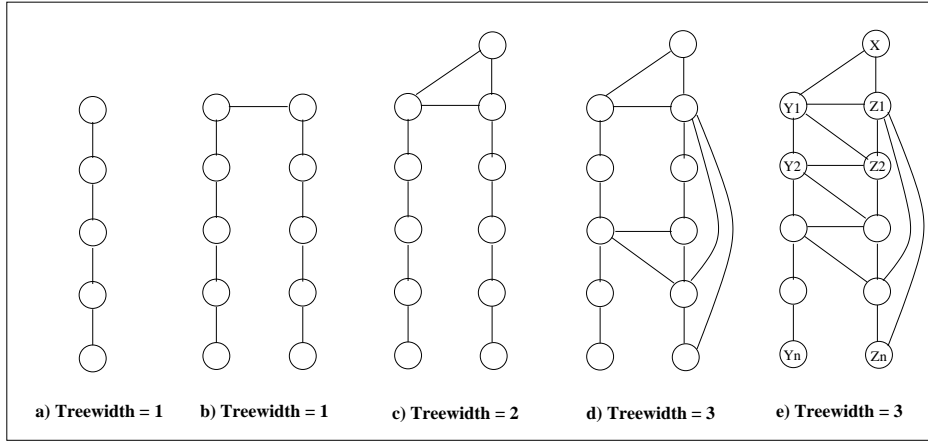 X
Y1 Z1
Y2 Z2
Yn Zn
a) Treewidth = 1 b) Treewidth = 1 c) Treewidth = 2 d) Treewidth = 3 e) Treewidth = 3